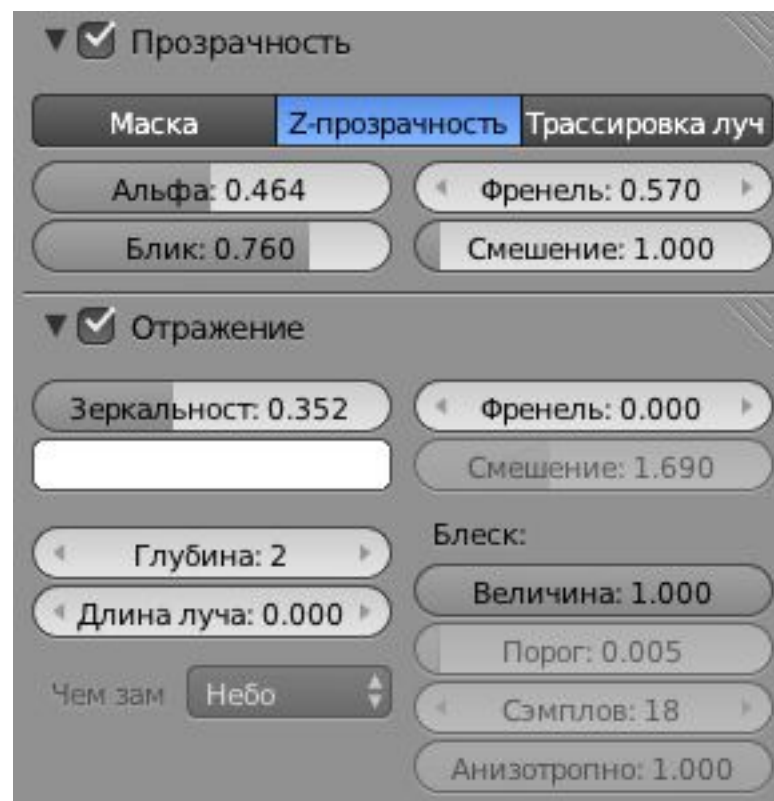 Прозрачность
Маска Z-прозрачность Трассировка луч
Альфа: 0.464 Френель: 0.570
Блик: 0.760 Смешение: 1.000
Отражение
Зеркальност: 0.352 Френель: 0.000
Смешение: 1.690
Блеск:
Глубина: 2
Величина: 1.000
Длина луча: 0.000
Порог: 0.005
Чем зам Небо
Сэмплов: 18
Анизотропно: 1.000